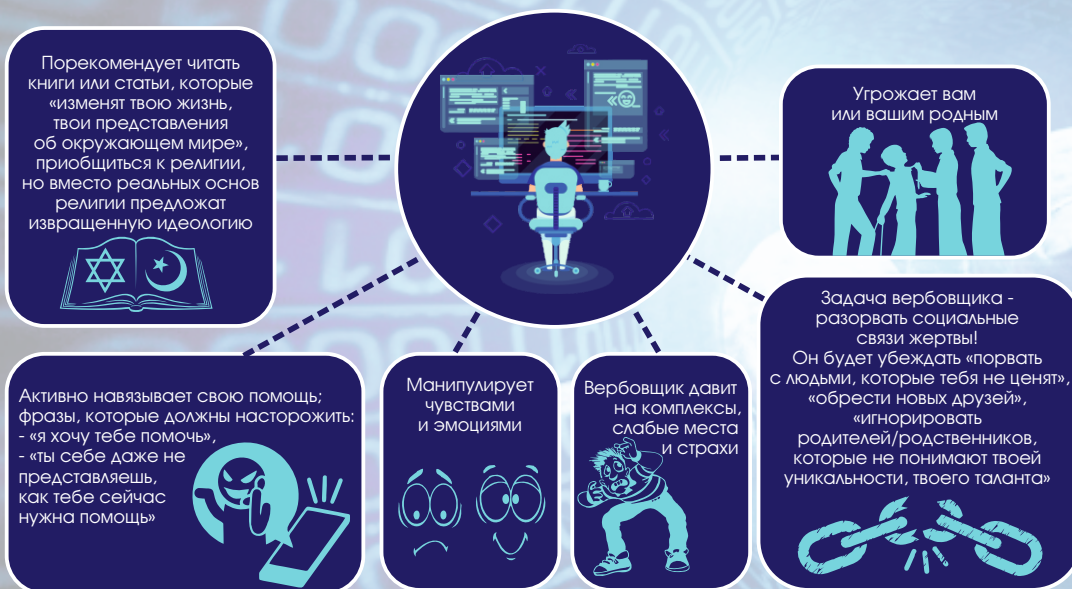 Порекомендует читать
книги или статьи, которые
«изменят твою жизнь,
твои представления
об окружающем мире»,
приобщиться к религии,
но вместо реальных основ
религии предложат
извращенную идеологию
Угрожает вам
или вашим родным
Активно навязывает свою помощь;
фразы, которые должны насторожить:
- «я хочу тебе помочь»,
- «ты себе даже не
представляешь,
как тебе сейчас
нужна помощь»
Манипулирует
чувствами
и эмоциями
Вербовщик давит
на комплексы,
слабые места
и страхи
Задача вербовщика -
разорвать социальные
связи жертвы!
Он будет убеждать «порвать
с людьми, которые тебя не ценят»,
«обрести новых друзей»,
«игнорировать
родителей/родственников,
которые не понимают твоей
уникальности, твоего таланта»